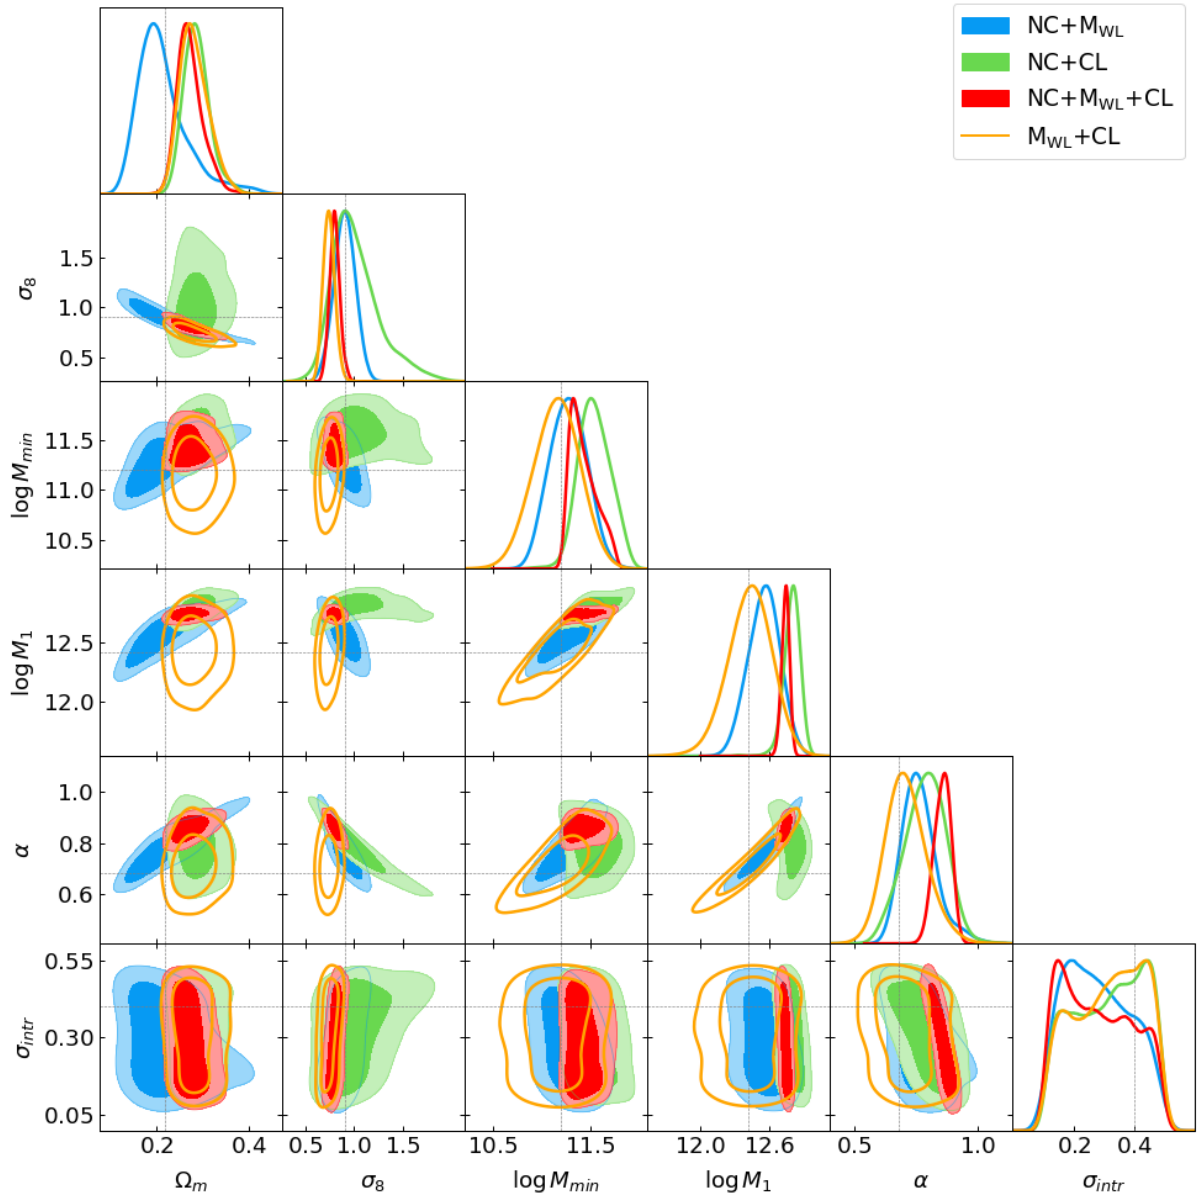 NC+M_WL
NC+CL
NC+M_WL+CL
M_WL+CL
σ_8
1.5
1.0
0.5
log M_min
11.5
11.0
10.5
log M_1
12.5
12.0
α
1.0
0.8
0.6
σ_intr
0.55
0.30
0.05
0.2 0.4 0.5 1.0 1.5 10.5 11.5 12.0 12.6 0.5 1.0 0.2 0.4
Ω_m σ_8 log M_min log M_1 α σ_intr